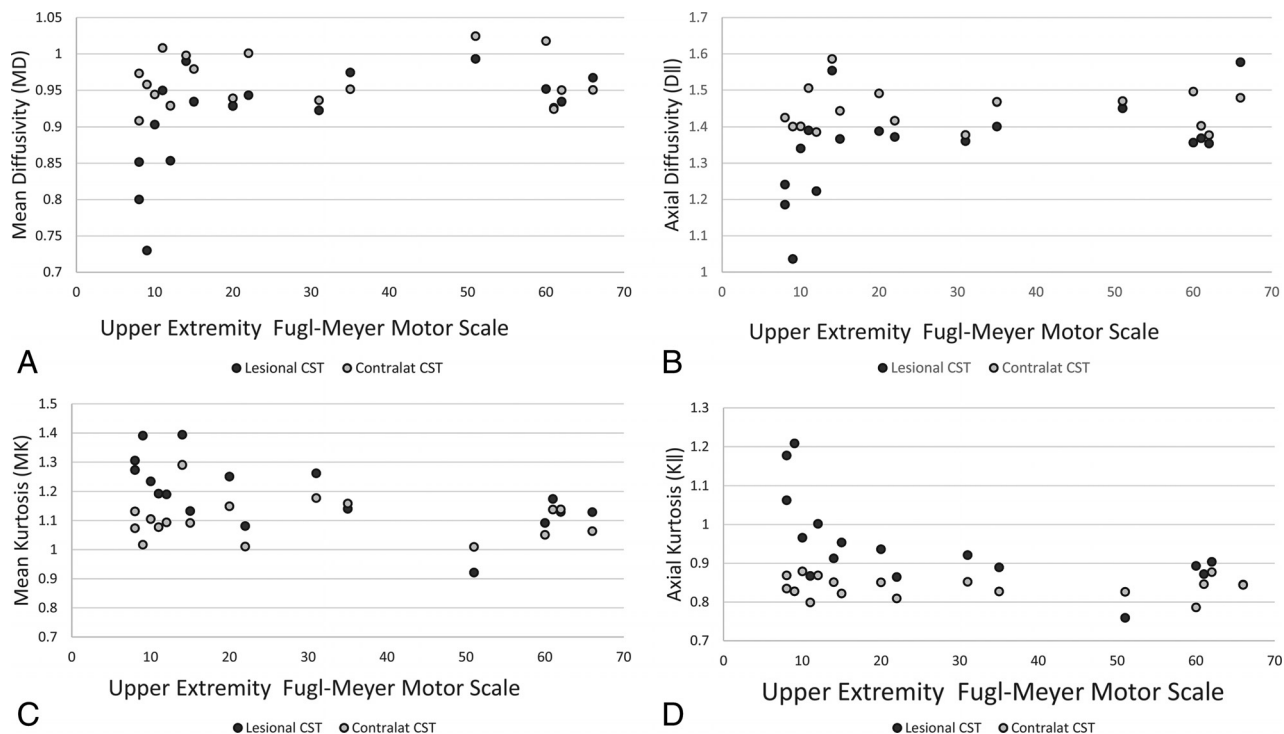 1.05
1
0.95
0.9
0.85
0.8
0.75
0.7
Mean Diffusivity (MD)
0 10 20 30 40 50 60 70
Upper Extremity Fugl-Meyer Motor Scale
A
Lesional CST Contralat CST
1.7
1.6
1.5
1.4
1.3
1.2
1.1
1
Axial Diffusivity (D||)
0 10 20 30 40 50 60 70
Upper Extremity Fugl-Meyer Motor Scale
B
Lesional CST Contralat CST
1.5
1.4
1.3
1.2
1.1
1
0.9
0.8
0.7
Mean Kurtosis (MK)
0 10 20 30 40 50 60 70
Upper Extremity Fugl-Meyer Motor Scale
C
Lesional CST Contralat CST
1.3
1.2
1.1
1
0.9
0.8
0.7
Axial Kurtosis (K||)
0 10 20 30 40 50 60 70
Upper Extremity Fugl-Meyer Motor Scale
D
Lesional CST Contralat CST